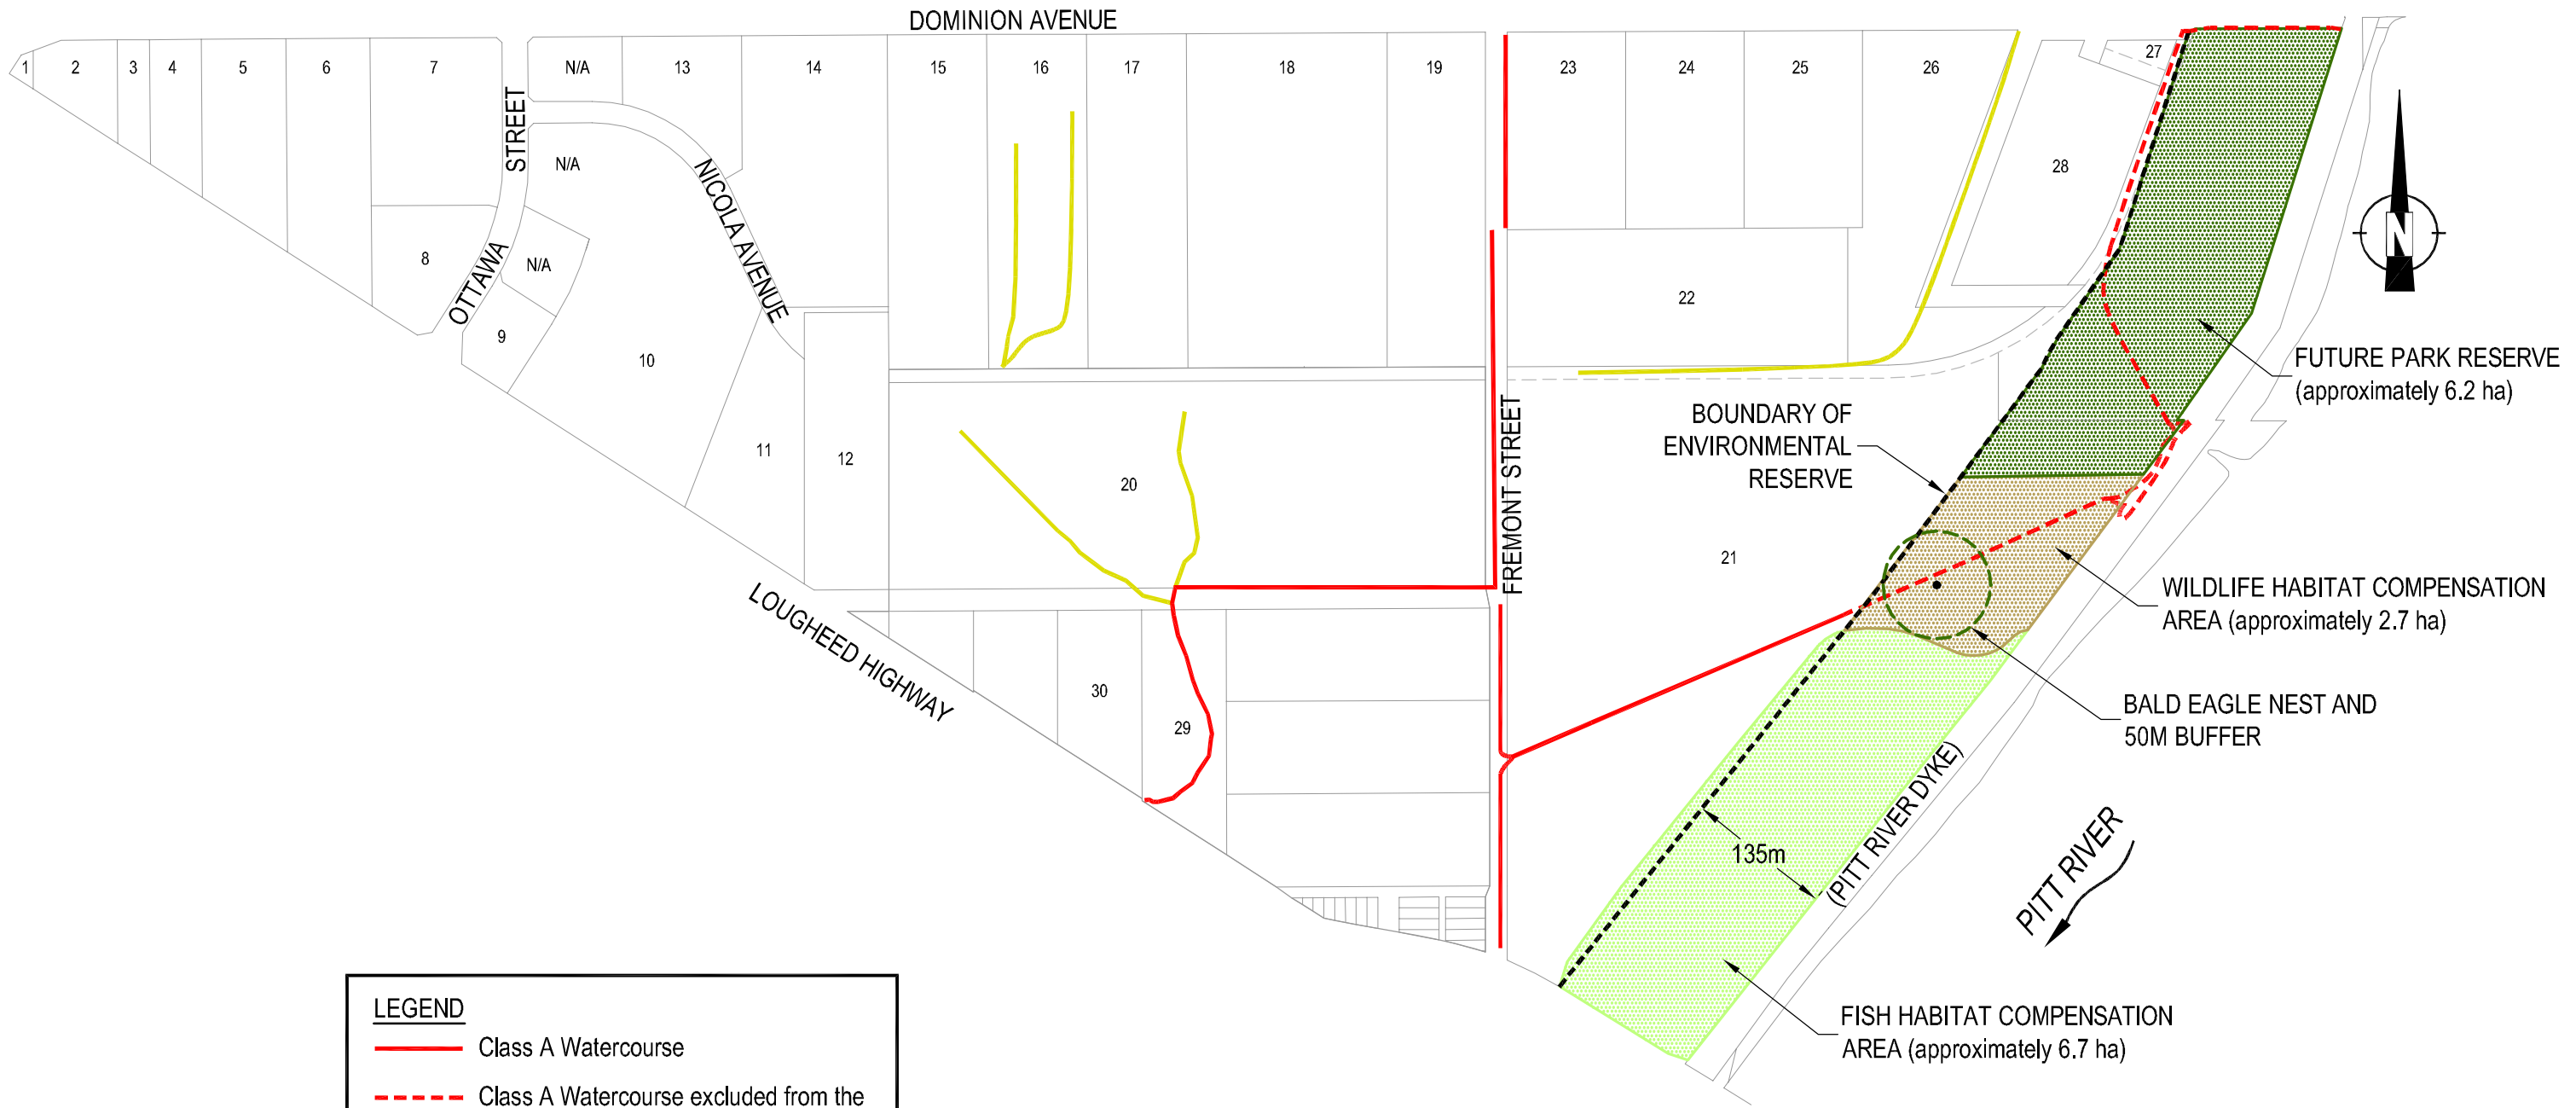 DOMINION AVENUE
1
2
3
4
5
6
7
N/A
13
14
15
16
17
18
19
23
24
25
26
27
28
STREET
OTTAWA
N/A
N/A
NICOLA AVENUE
8
9
10
11
12
20
22
21
FREMONT STREET
N
FUTURE PARK RESERVE
(approximately 6.2 ha)
BOUNDARY OF
ENVIRONMENTAL
RESERVE
WILDLIFE HABITAT COMPENSATION
AREA (approximately 2.7 ha)
BALD EAGLE NEST AND
50M BUFFER
LOUGHEED HIGHWAY
30
29
135m
(PITT RIVER DYKE)
PITT RIVER
FISH HABITAT COMPENSATION
AREA (approximately 6.7 ha)
LEGEND
Class A Watercourse
Class A Watercourse excluded from the